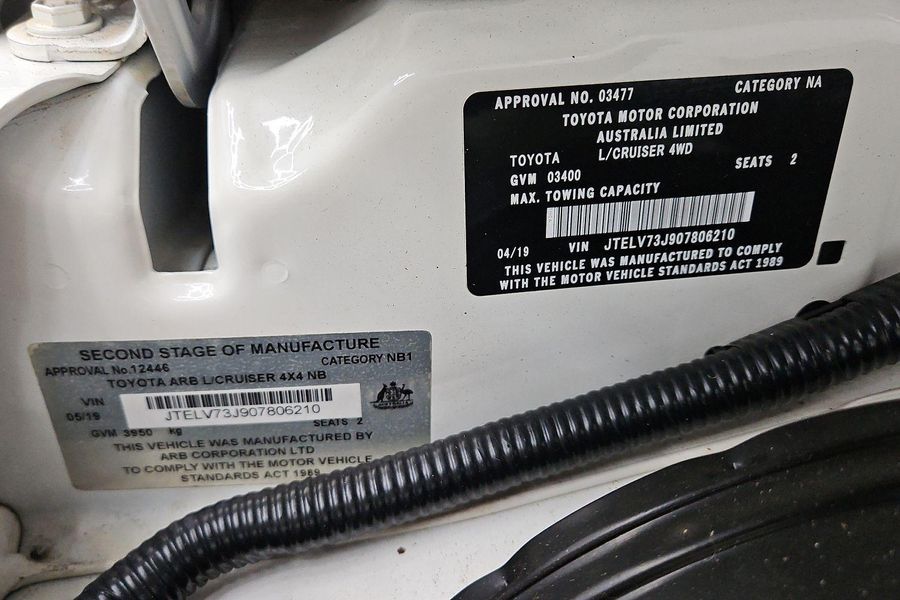 APPROVAL NO. 03477 CATEGORY NA
TOYOTA MOTOR CORPORATION
AUSTRALIA LIMITED
TOYOTA L/CRUISER 4WD
GVM 03400 SEATS 2
MAX. TOWING CAPACITY
04/19 VIN JTELV73J907806210
THIS VEHICLE WAS MANUFACTURED TO COMPLY
WITH THE MOTOR VEHICLE STANDARDS ACT 1989
SECOND STAGE OF MANUFACTURE
APPROVAL No.12446 CATEGORY NB1
TOYOTA ARB L/CRUISER 4X4 NB
VIN
05/19 JTELV73J907806210
GVM 3950 Kg SEATS 2
THIS VEHICLE WAS MANUFACTURED BY
ARB CORPORATION LTD
TO COMPLY WITH THE MOTOR VEHICLE
STANDARDS ACT 1989